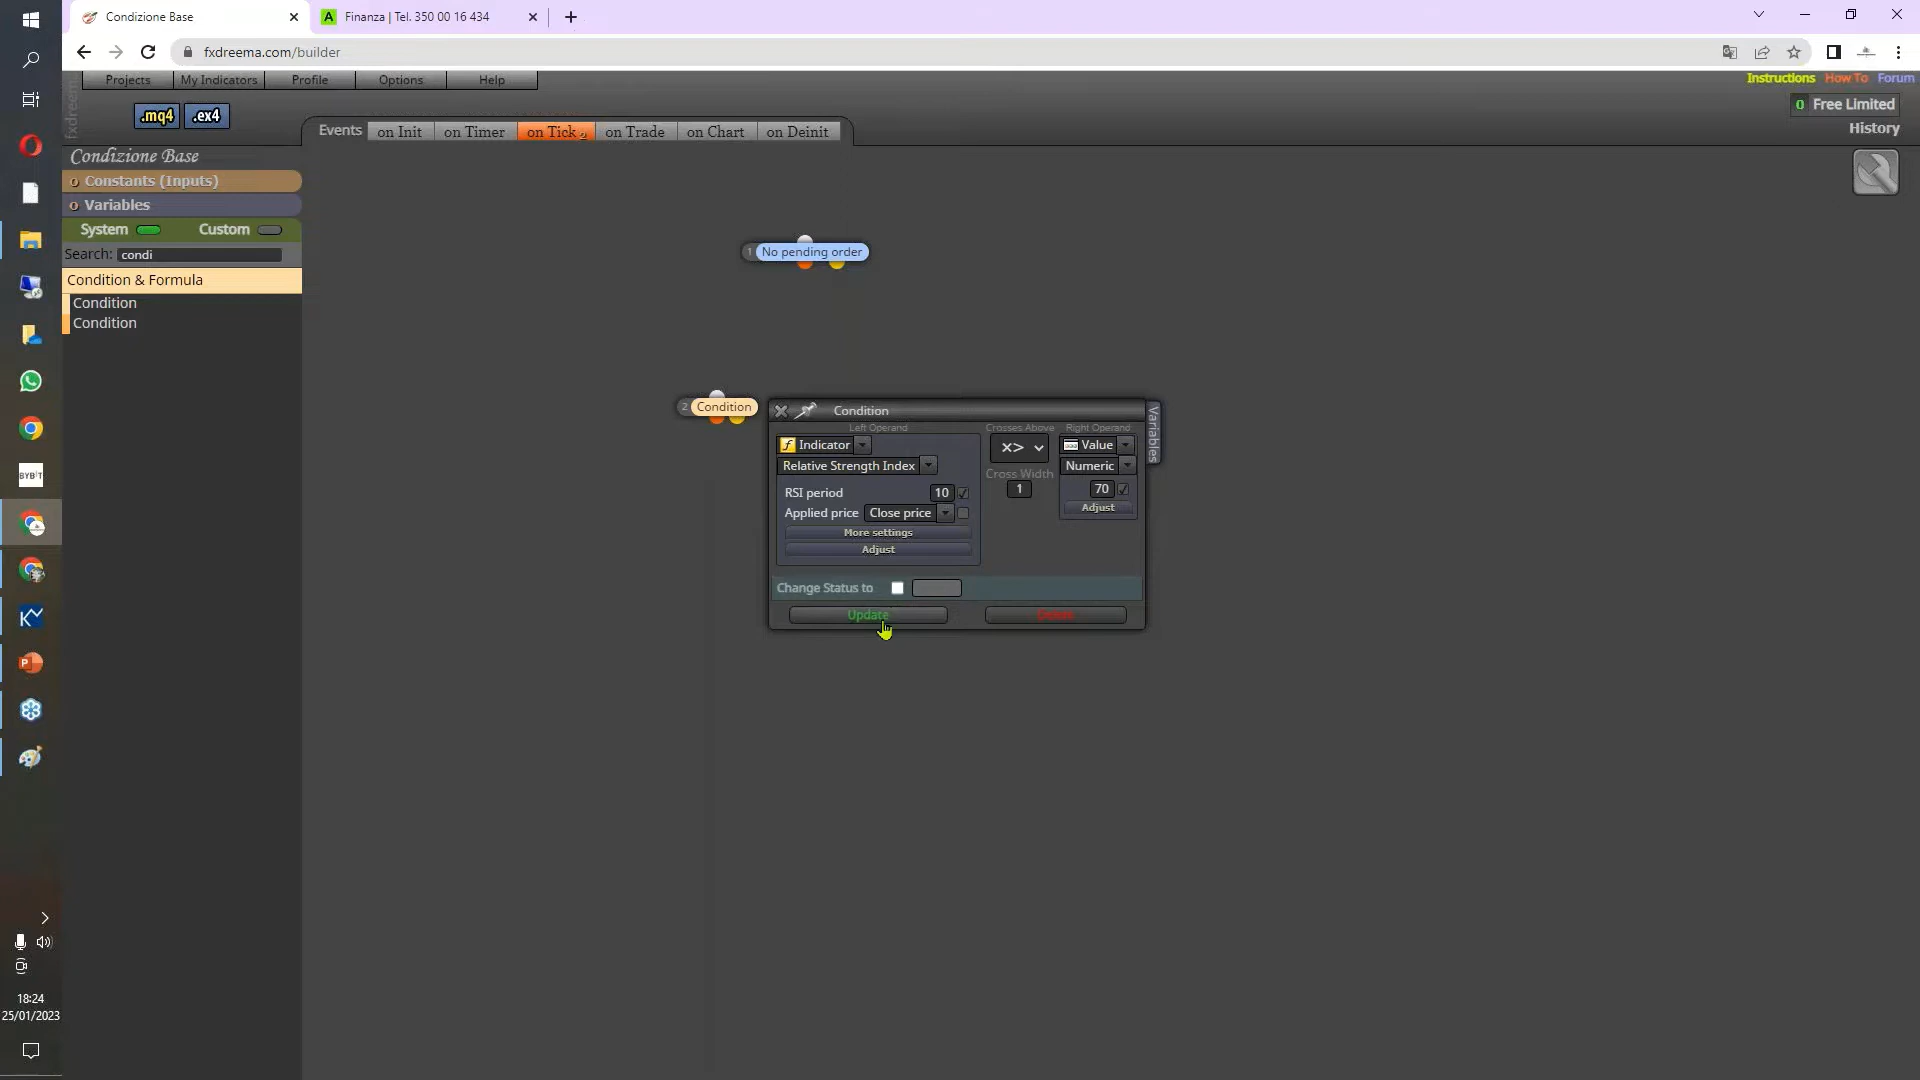 Condizione Base
Finanza | Tel. 350 00 16 434
fxdreema.com/builder
Projects
My Indicators
Profile
Options
Help
Instructions
How To
Forum
fxdreema
.mq4
.ex4
0 Free Limited
History
Events
on Init
on Timer
on Tick 2
on Trade
on Chart
on Deinit
Condizione Base
Constants (Inputs)
Variables
System
Custom
Search: condi
Condition & Formula
Condition
Condition
1 No pending order
2 Condition
Condition
Variables
Left Operand
Crosses Above
Right Operand
f Indicator
X>
Value
Relative Strength Index
Numeric
Cross Width
1
RSI period 10
70
Applied price Close price
Adjust
More settings
Adjust
Change Status to
Update
Delete
BYBIT
18:24
25/01/2023